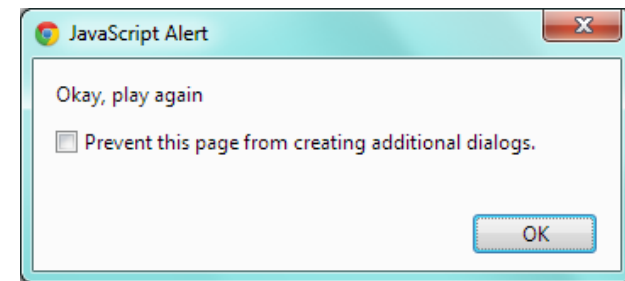 JavaScript Alert
Okay, play again
Prevent this page from creating additional dialogs.
OK